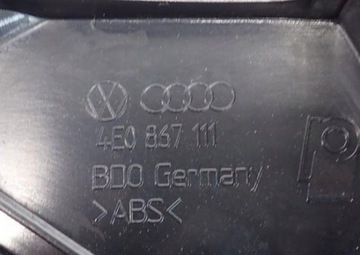 4E0 867 111
BDO Germany
>ABS<